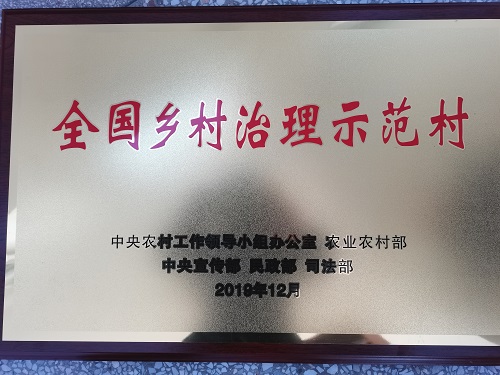 全国乡村治理示范村
中央农村工作领导小组办公室 农业农村部
中央宣传部 民政部 司法部
2019年12月